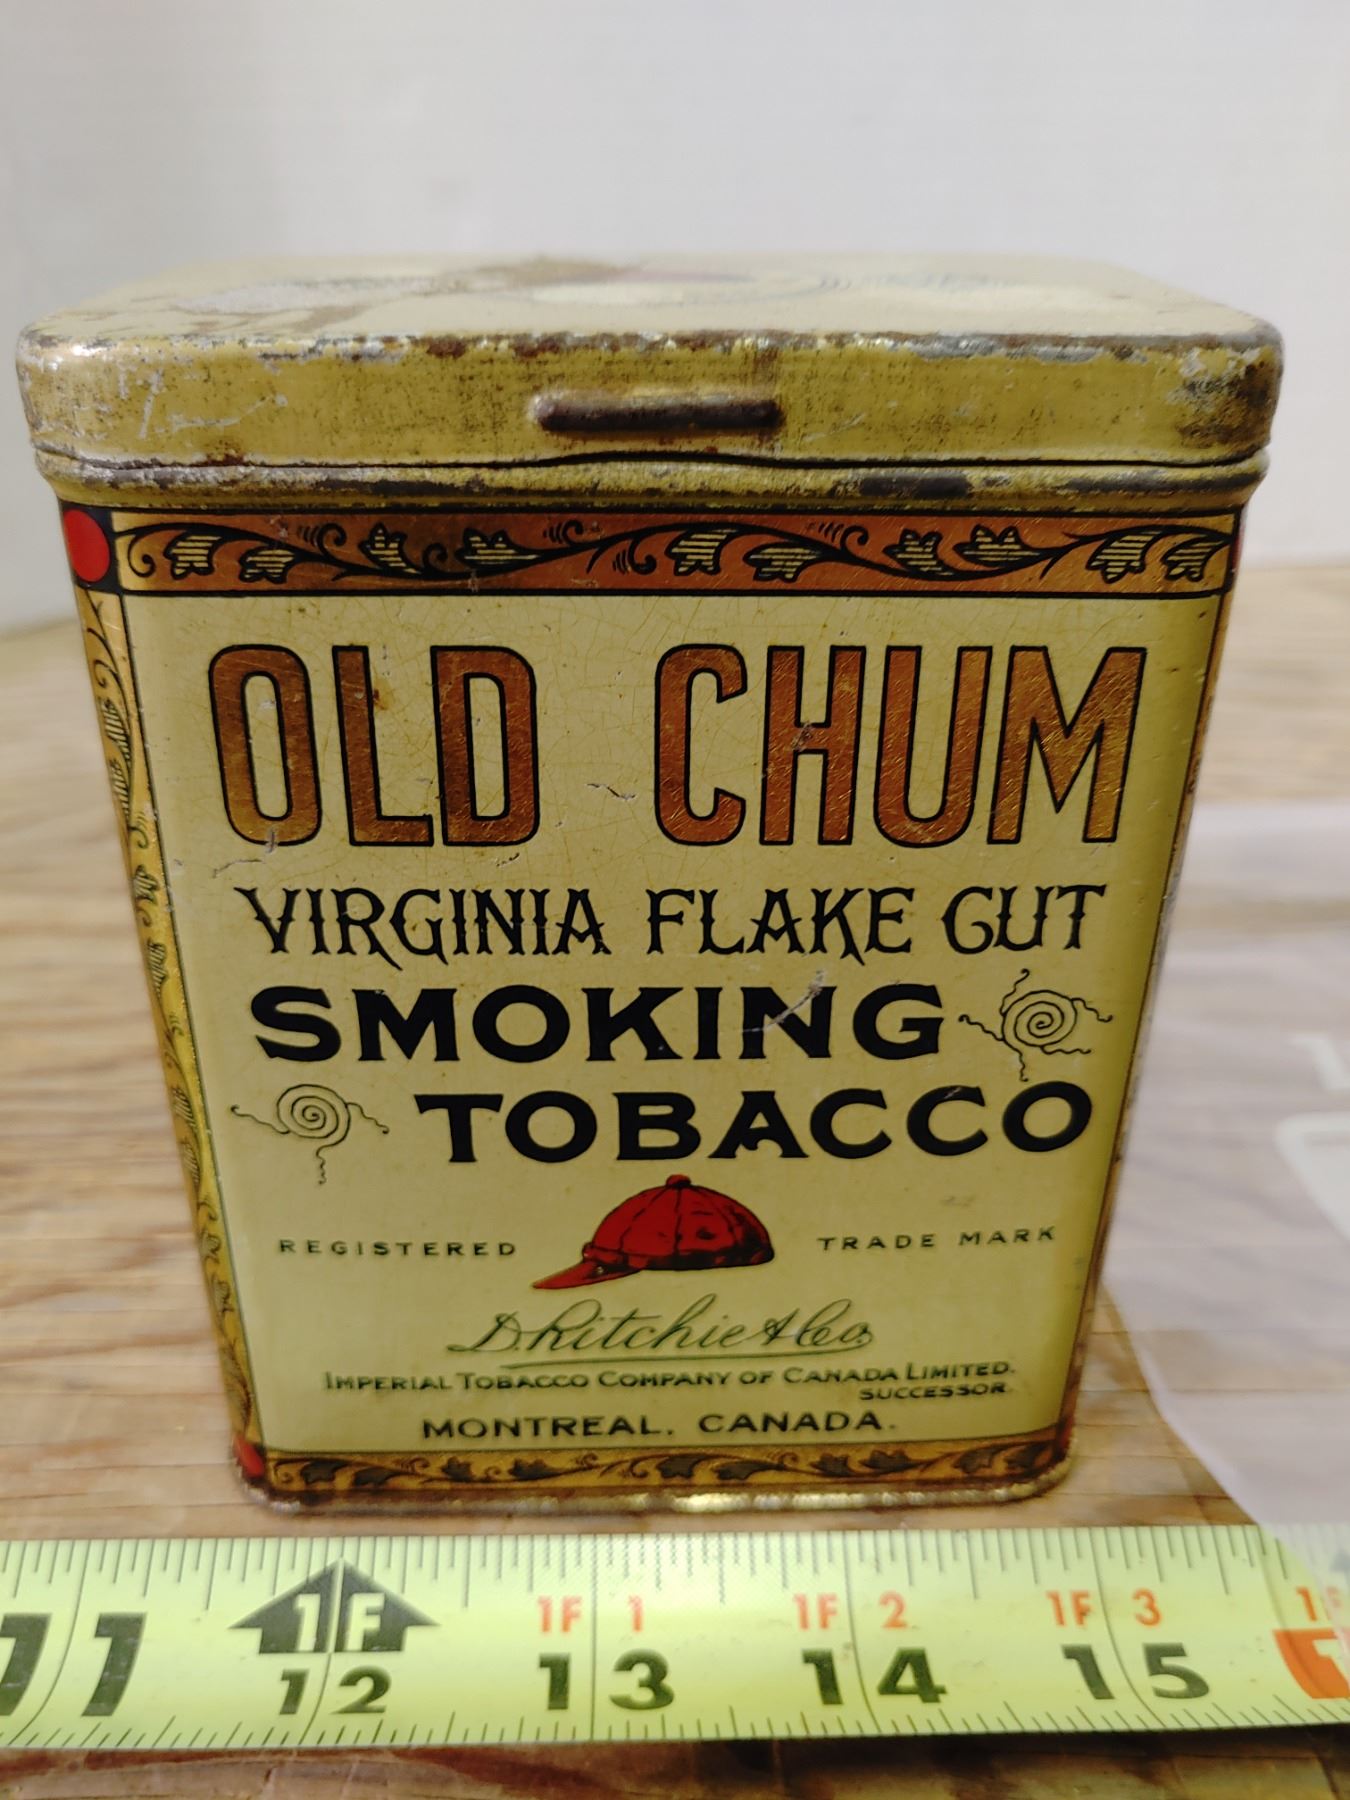 OLD CHUM
VIRGINIA FLAKE CUT
SMOKING
TOBACCO
REGISTERED TRADE MARK
D. Ritchie & Co.
IMPERIAL TOBACCO COMPANY OF CANADA LIMITED.
SUCCESSOR.
MONTREAL. CANADA.
1F 1F 1 1F 2 1F 3
11 12 13 14 15